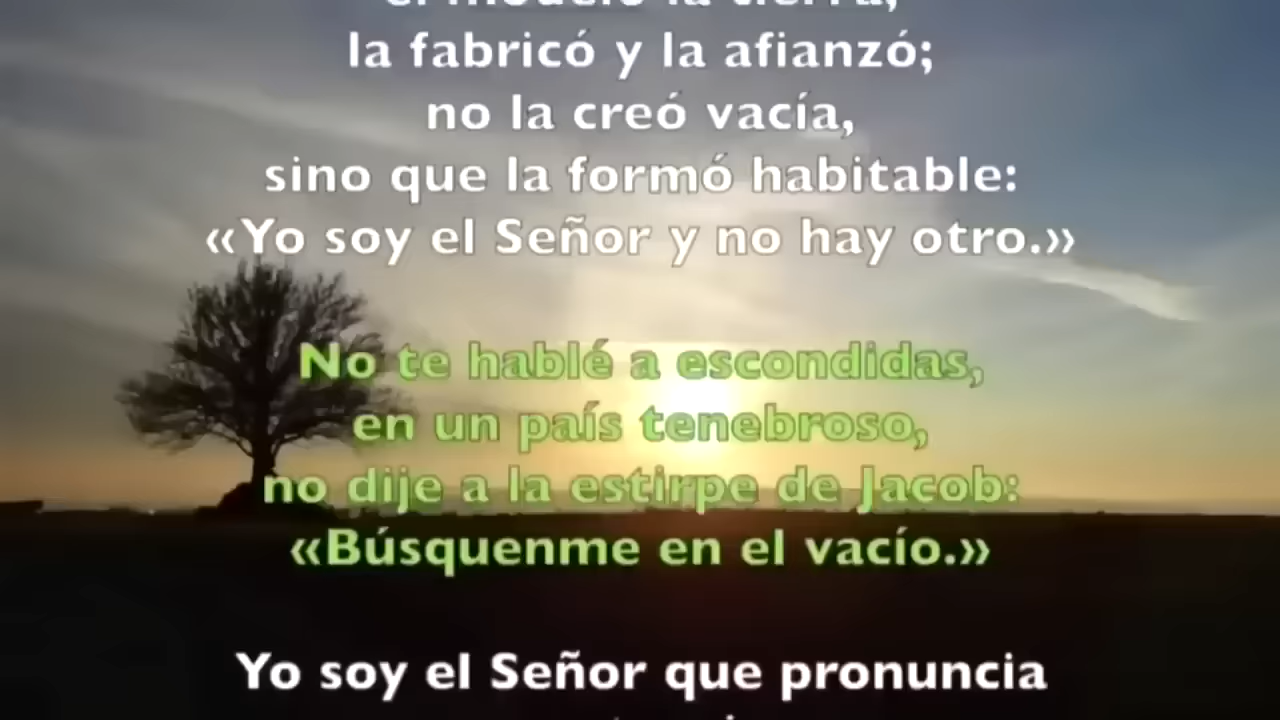 la fabricó y la afianzó;
no la creó vacía,
sino que la formó habitable:
«Yo soy el Señor y no hay otro.»
No te hablé a escondidas,
en un país tenebroso,
no dije a la estirpe de Jacob:
«Búsquenme en el vacío.»
Yo soy el Señor que pronuncia